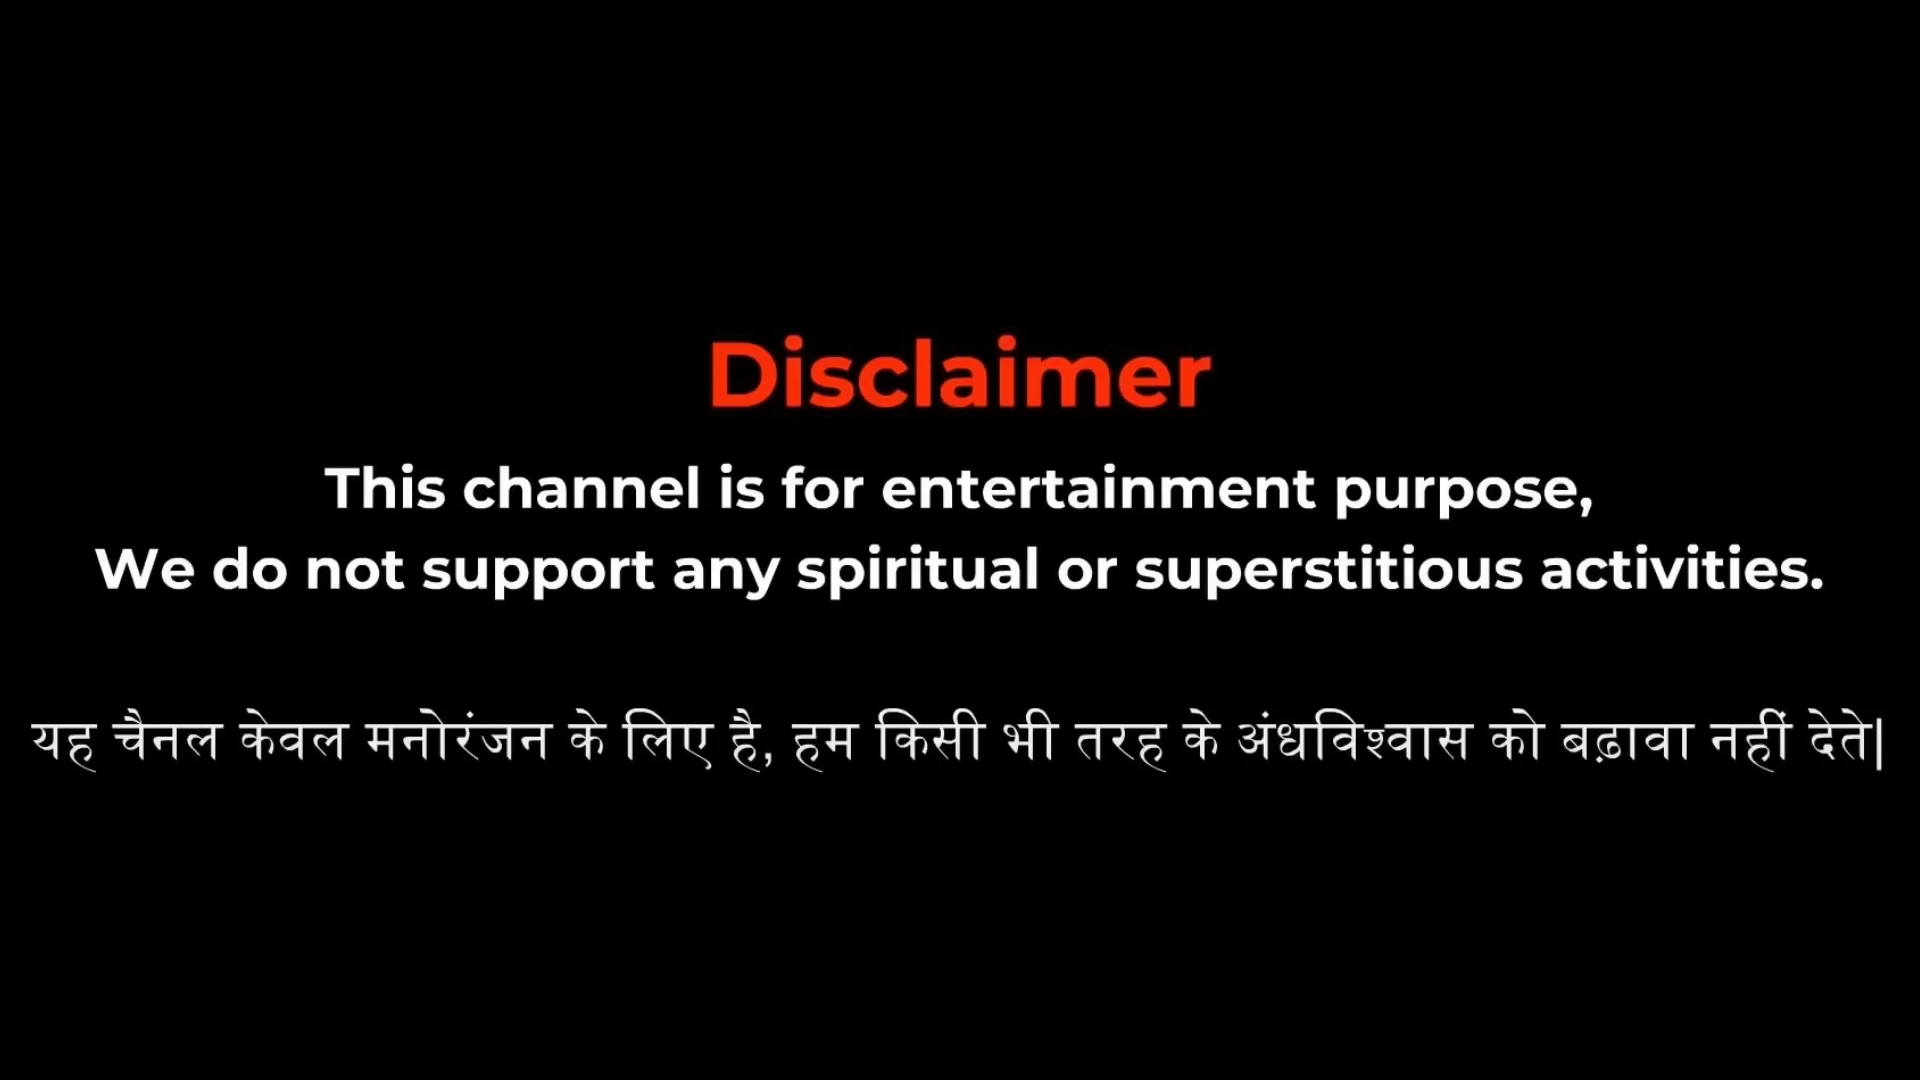 Disclaimer
This channel is for entertainment purpose,
We do not support any spiritual or superstitious activities.
यह चैनल केवल मनोरंजन के लिए है, हम किसी भी तरह के अंधविश्वास को बढ़ावा नहीं देते|